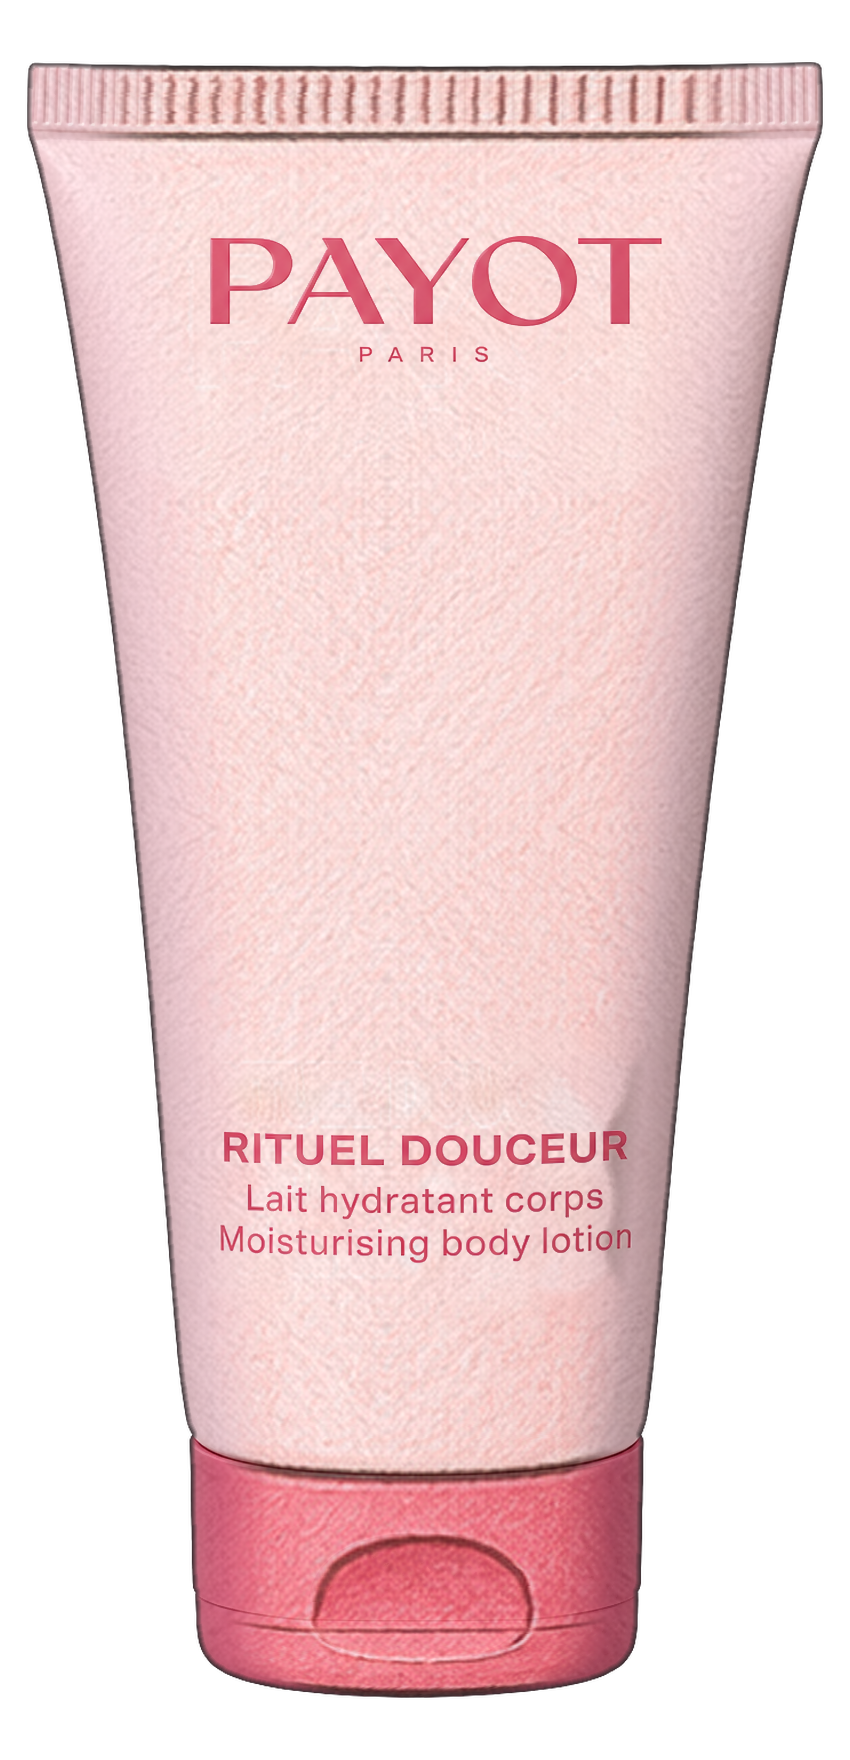 PAYOT
PARIS
RITUEL DOUCEUR
Lait hydratant corps
Moisturising body lotion